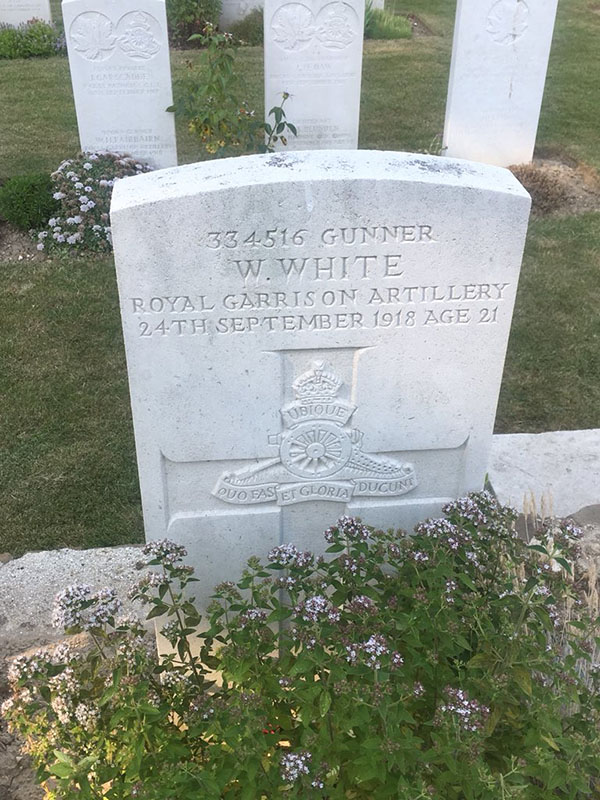 334516 GUNNER
W. WHITE
ROYAL GARRISON ARTILLERY
24TH SEPTEMBER 1918 AGE 21
UBIQUE
QUO FAS
ET GLORIA
DUCUNT